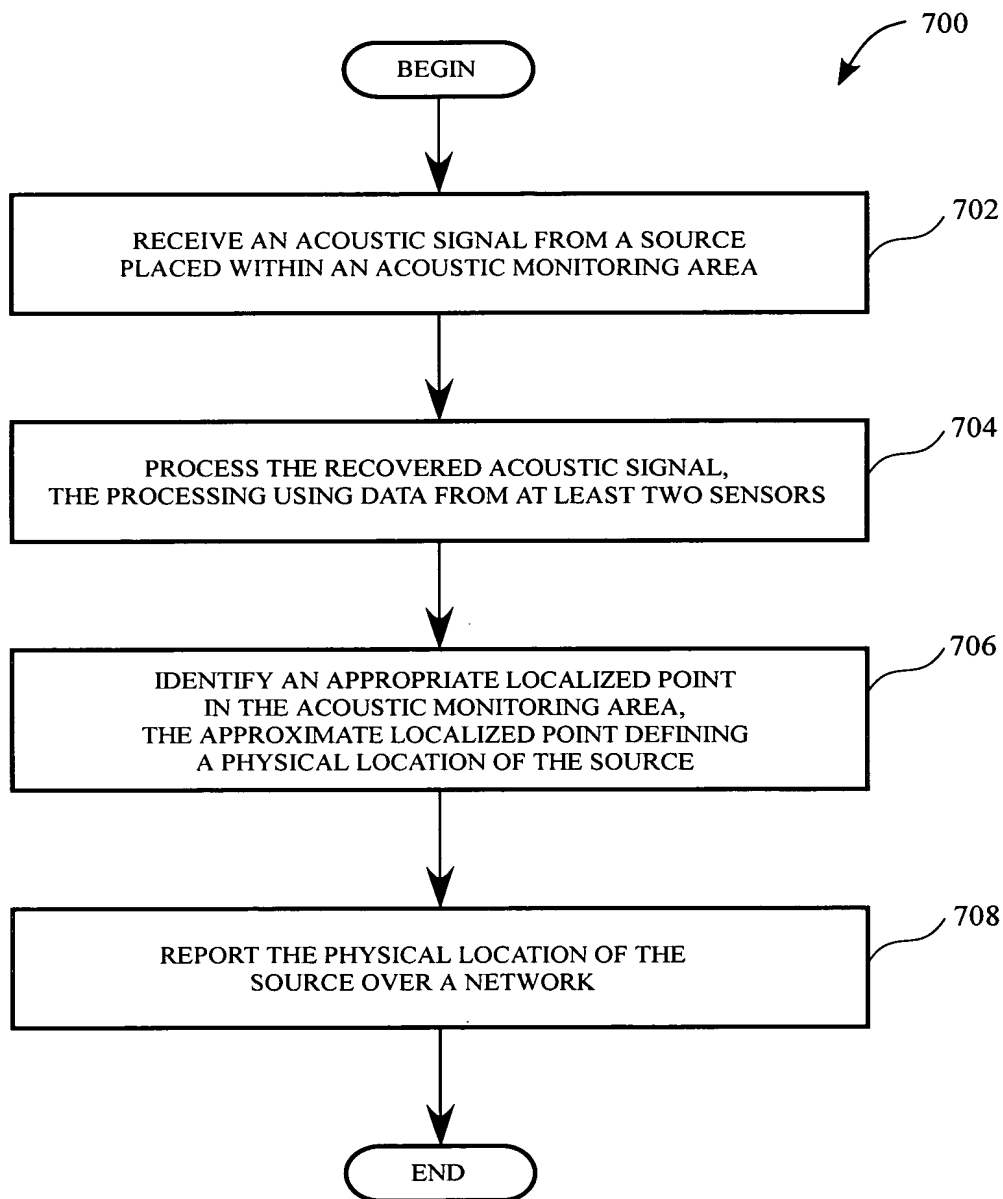 700
BEGIN
702
RECEIVE AN ACOUSTIC SIGNAL FROM A SOURCE
PLACED WITHIN AN ACOUSTIC MONITORING AREA
704
PROCESS THE RECOVERED ACOUSTIC SIGNAL,
THE PROCESSING USING DATA FROM AT LEAST TWO SENSORS
706
IDENTIFY AN APPROPRIATE LOCALIZED POINT
IN THE ACOUSTIC MONITORING AREA,
THE APPROXIMATE LOCALIZED POINT DEFINING
A PHYSICAL LOCATION OF THE SOURCE
708
REPORT THE PHYSICAL LOCATION OF THE
SOURCE OVER A NETWORK
END